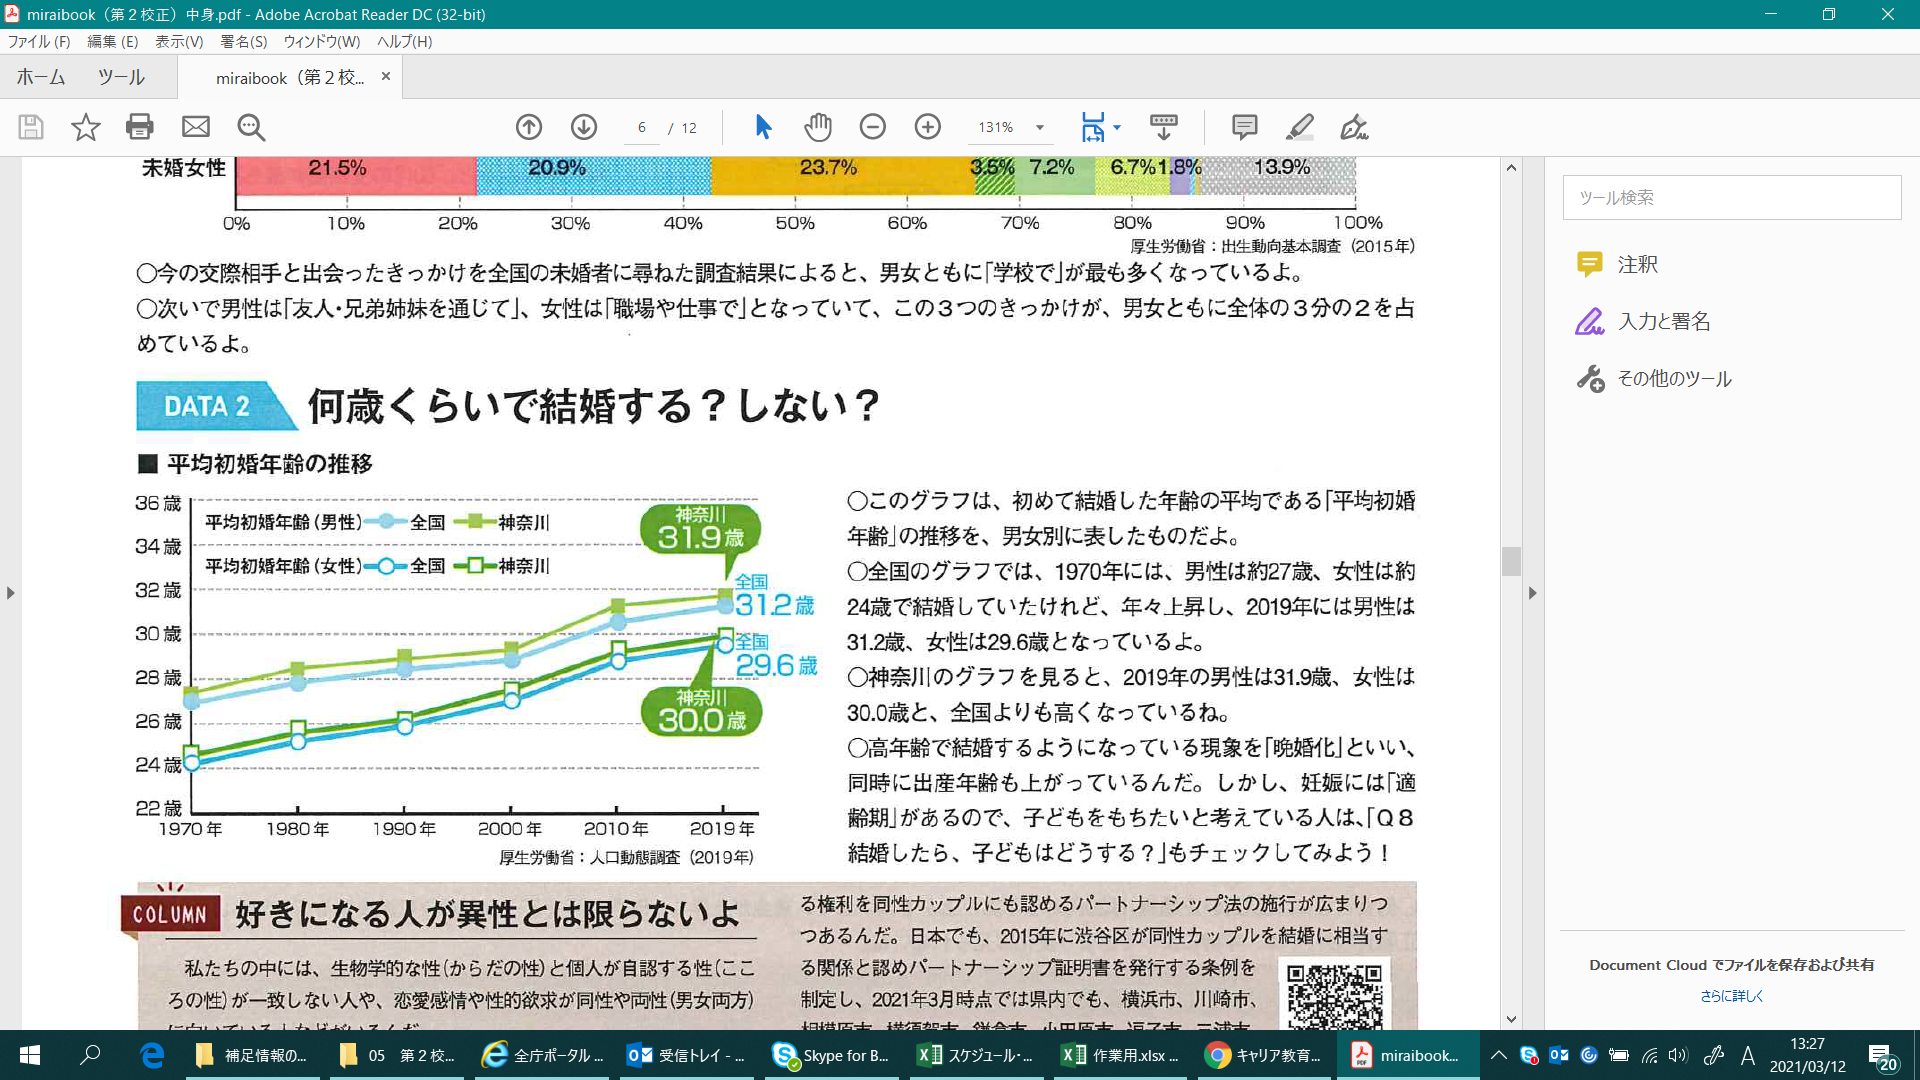 miraibook（第２校正）中身.pdf - Adobe Acrobat Reader DC (32-bit)
ファイル(F) 編集(E) 表示(V) 署名(S) ウィンドウ(W) ヘルプ(H)
ホーム ツール miraibook（第２校... ×
6 / 12 131%
未婚女性 21.5% 20.9% 23.7% 3.5% 7.2% 6.7% 1.8% 13.9%
0% 10% 20% 30% 40% 50% 60% 70% 80% 90% 100%
厚生労働省：出生動向基本調査（2015年）
○今の交際相手と出会ったきっかけを全国の未婚者に尋ねた調査結果によると、男女ともに「学校で」が最も多くなっているよ。
○次いで男性は「友人・兄弟姉妹を通じて」、女性は「職場や仕事で」となっていて、この３つのきっかけが、男女ともに全体の３分の２を占
めているよ。
DATA 2 何歳くらいで結婚する？しない？
■ 平均初婚年齢の推移
36歳
34歳
32歳
30歳
28歳
26歳
24歳
22歳
平均初婚年齢（男性） 全国 神奈川
平均初婚年齢（女性） 全国 神奈川
神奈川
31.9歳
全国
31.2歳
全国
29.6歳
神奈川
30.0歳
1970年 1980年 1990年 2000年 2010年 2019年
厚生労働省：人口動態調査（2019年）
○このグラフは、初めて結婚した年齢の平均である「平均初婚
年齢」の推移を、男女別に表したものだよ。
○全国のグラフでは、1970年には、男性は約27歳、女性は約
24歳で結婚していたけれど、年々上昇し、2019年には男性は
31.2歳、女性は29.6歳となっているよ。
○神奈川のグラフを見ると、2019年の男性は31.9歳、女性は
30.0歳と、全国よりも高くなっているね。
○高年齢で結婚するようになっている現象を「晩婚化」といい、
同時に出産年齢も上がっているんだ。しかし、妊娠には「適
齢期」があるので、子どもをもちたいと考えている人は、「Ｑ８
結婚したら、子どもはどうする？」もチェックしてみよう！
COLUMN 好きになる人が異性とは限らないよ
私たちの中には、生物学的な性（からだの性）と個人が自認する性（ここ
ろの性）が一致しない人や、恋愛感情や性的欲求が同性や両性（男女両方）
る権利を同性カップルにも認めるパートナーシップ法の施行が広まりつ
つあるんだ。日本でも、2015年に渋谷区が同性カップルを結婚に相当す
る関係と認めパートナーシップ証明書を発行する条例を
制定し、2021年3月時点では県内でも、横浜市、川崎市、
相模原市、横須賀市、鎌倉市、小田原市、逗子市、三浦市、
ツール検索
注釈
入力と署名
その他のツール
Document Cloud でファイルを保存および共有
さらに詳しく
補足情報の... 05 第２校... 全庁ポータル... 受信トレイ - ... Skype for B... スケジュール・... 作業用.xlsx ... キャリア教育... miraibook... A 13:27
2021/03/12 20